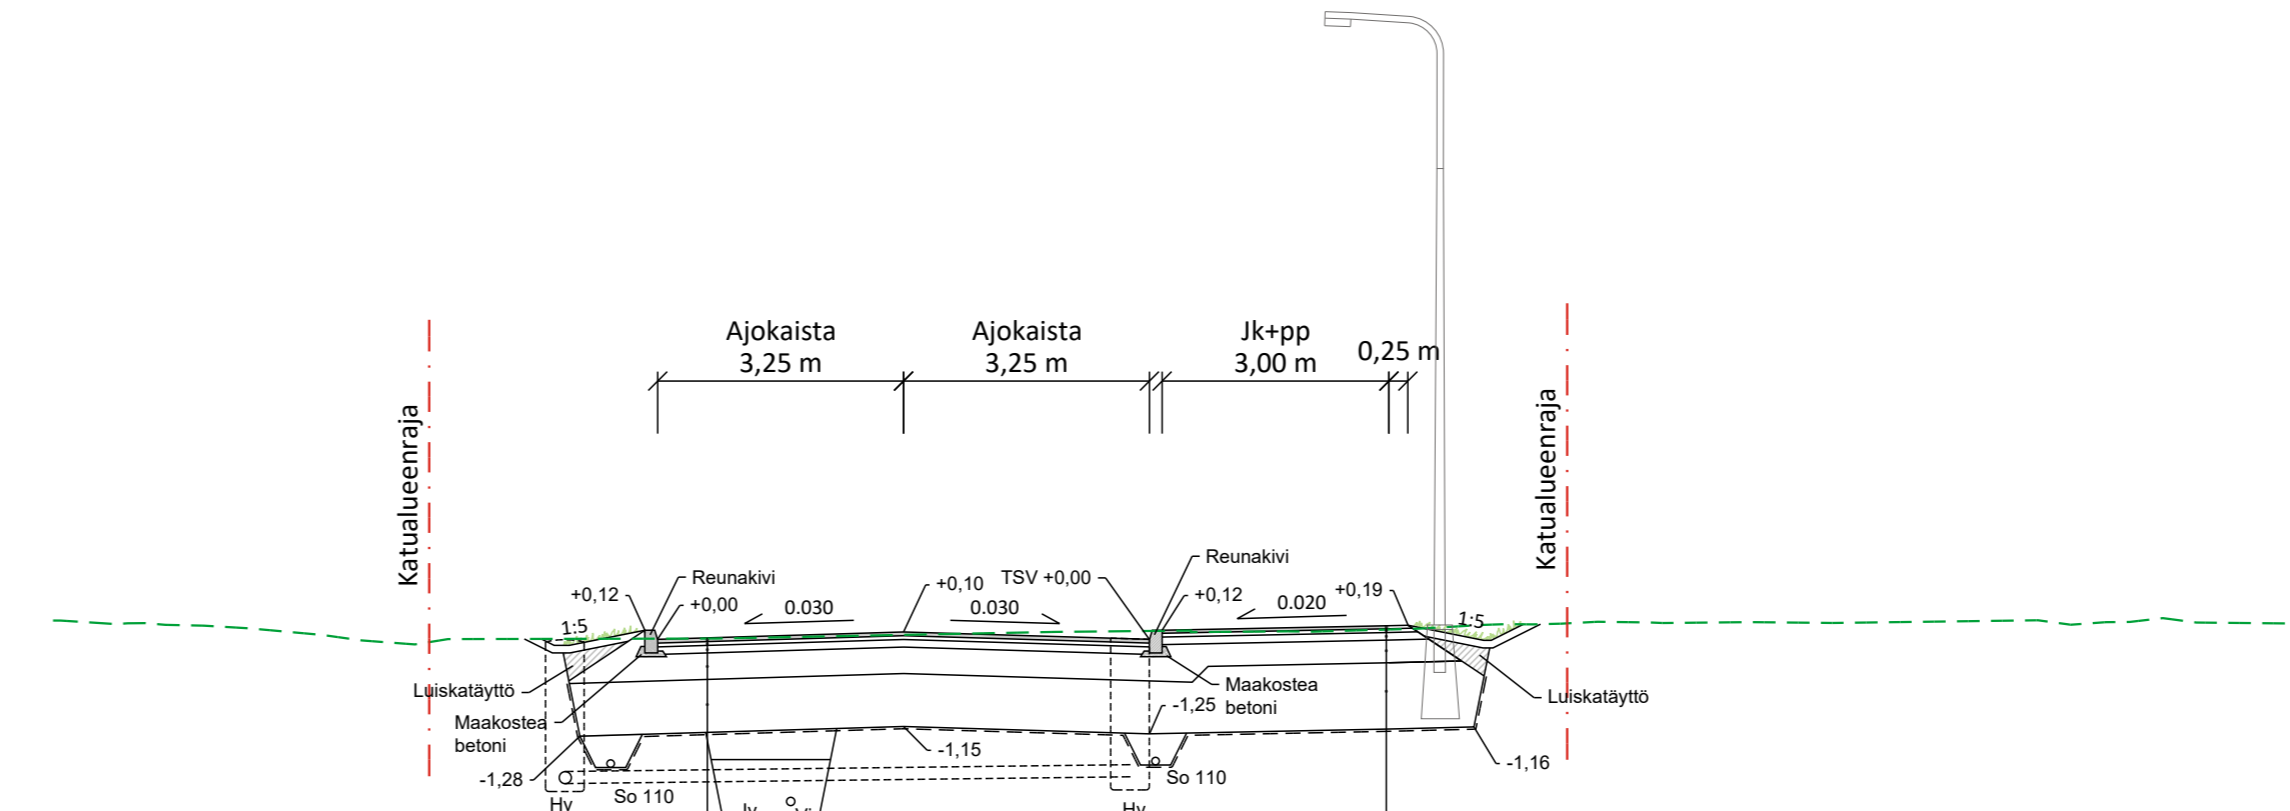 Ajokaista
3,25 m
Ajokaista
3,25 m
Jk+pp
3,00 m
0,25 m
Katualueenraja
Katualueenraja
Reunakivi
Reunakivi
+0,12
+0,00
0.030
+0,10
0.030
TSV +0,00
+0,12
0.020
+0,19
1:5
1:5
Luiskatäyttö
Maakostea
betoni
Maakostea
betoni
Luiskatäyttö
-1,25
-1,15
-1,28
-1,16
So 110
So 110
Hv
Hv